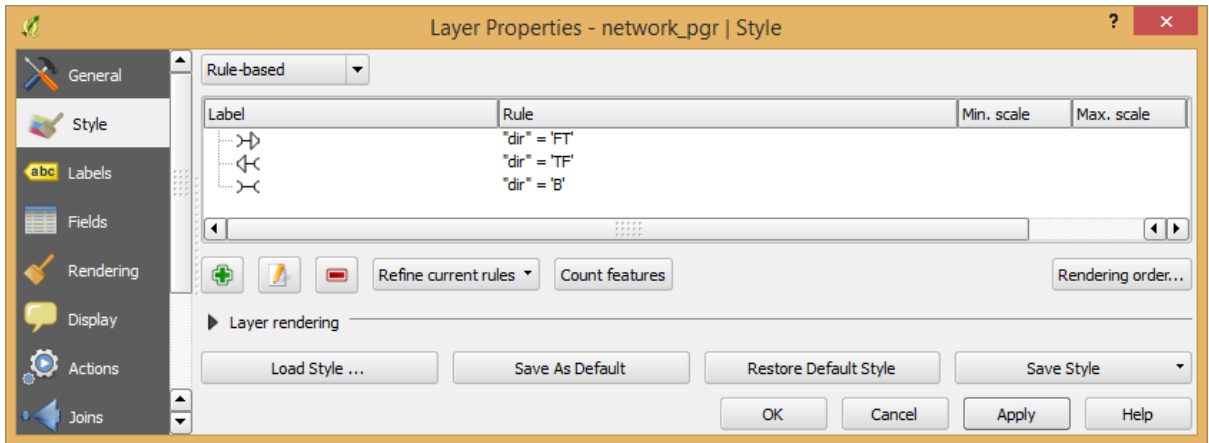 Layer Properties - network_pgr | Style
?
General
Style
abc Labels
Fields
Rendering
Display
Actions
Joins
Rule-based
Label Rule Min. scale Max. scale
"dir" = 'FT'
"dir" = 'TF'
"dir" = 'B'
Refine current rules Count features Rendering order...
Layer rendering
Load Style ... Save As Default Restore Default Style Save Style
OK Cancel Apply Help